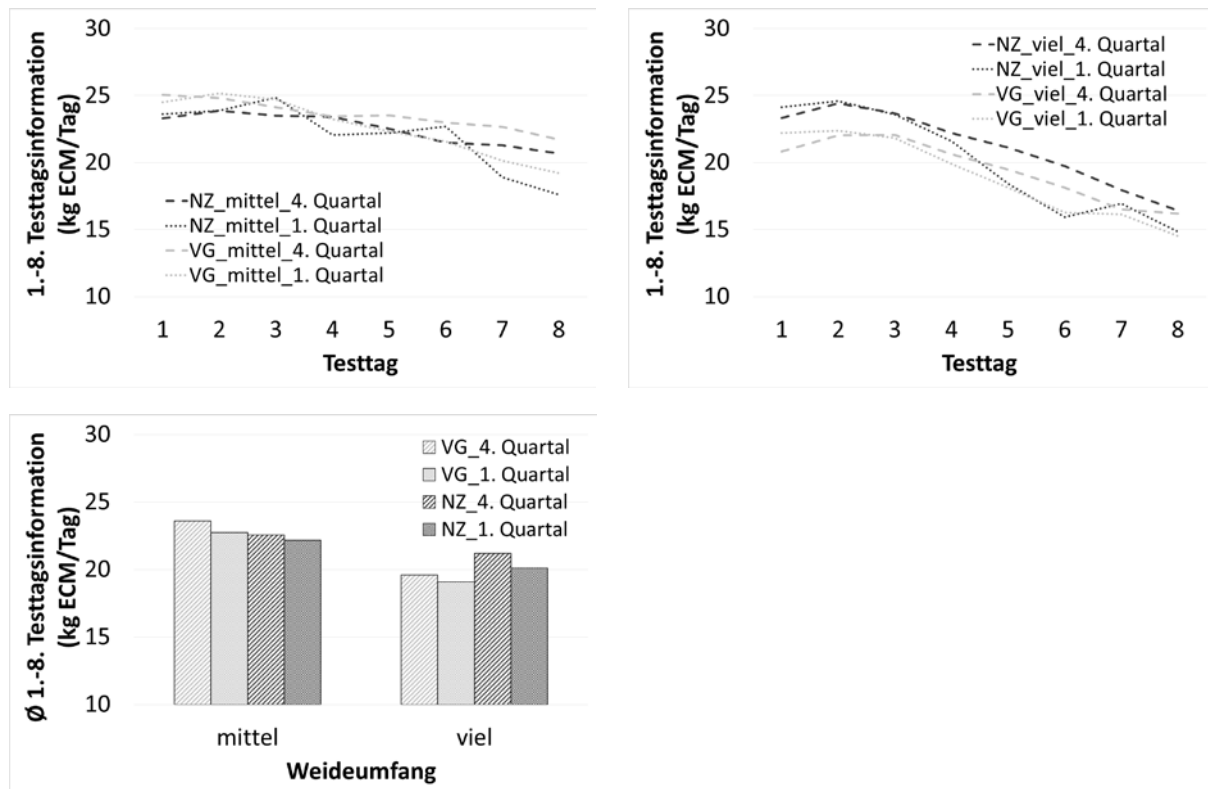 1.-8. Testtagsinformation
(kg ECM/Tag)
30
25
20
15
10
NZ_mittel_4. Quartal
NZ_mittel_1. Quartal
VG_mittel_4. Quartal
VG_mittel_1. Quartal
1 2 3 4 5 6 7 8
Testtag
1.-8. Testtagsinformation
(kg ECM/Tag)
30
25
20
15
10
NZ_viel_4. Quartal
NZ_viel_1. Quartal
VG_viel_4. Quartal
VG_viel_1. Quartal
1 2 3 4 5 6 7 8
Testtag
Ø 1.-8. Testtagsinformation
(kg ECM/Tag)
30
25
20
15
10
VG_4. Quartal
VG_1. Quartal
NZ_4. Quartal
NZ_1. Quartal
mittel viel
Weideumfang